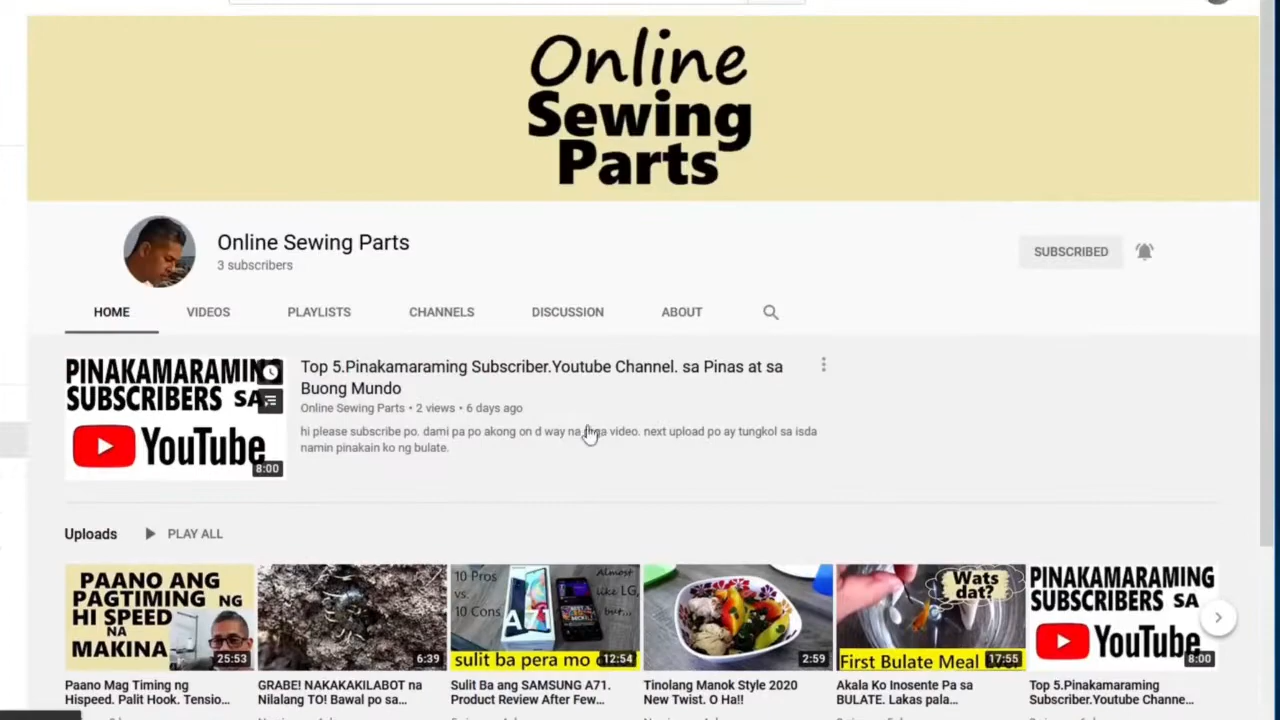 Online
Sewing
Parts
Online Sewing Parts
3 subscribers
SUBSCRIBED
HOME VIDEOS PLAYLISTS CHANNELS DISCUSSION ABOUT
PINAKAMARAMING
SUBSCRIBERS SA
YouTube
8:00
Top 5.Pinakamaraming Subscriber.Youtube Channel. sa Pinas at sa
Buong Mundo
Online Sewing Parts • 2 views • 6 days ago
hi please subscribe po. dami pa po akong on d way na video. next upload po ay tungkol sa isda
namin pinakain ko ng bulate.
Uploads PLAY ALL
PAANO ANG
PAGTIMING NG
HI SPEED
NA
MAKINA
25:53
6:39
10 Pros
vs.
10 Cons
Almost
like LG,
but...
sulit ba pera mo
12:54
2:59
Wats
dat?
First Bulate Meal
17:55
PINAKAMARAMING
SUBSCRIBERS SA
YouTube
8:00
Paano Mag Timing ng
Hispeed. Palit Hook. Tensio...
GRABE! NAKAKAKILABOT na
Nilalang TO! Bawal po sa...
Sulit Ba ang SAMSUNG A71.
Product Review After Few...
Tinolang Manok Style 2020
New Twist. O Ha!!
Akala Ko Inosente Pa sa
BULATE. Lakas pala...
Top 5.Pinakamaraming
Subscriber.Youtube Channe...